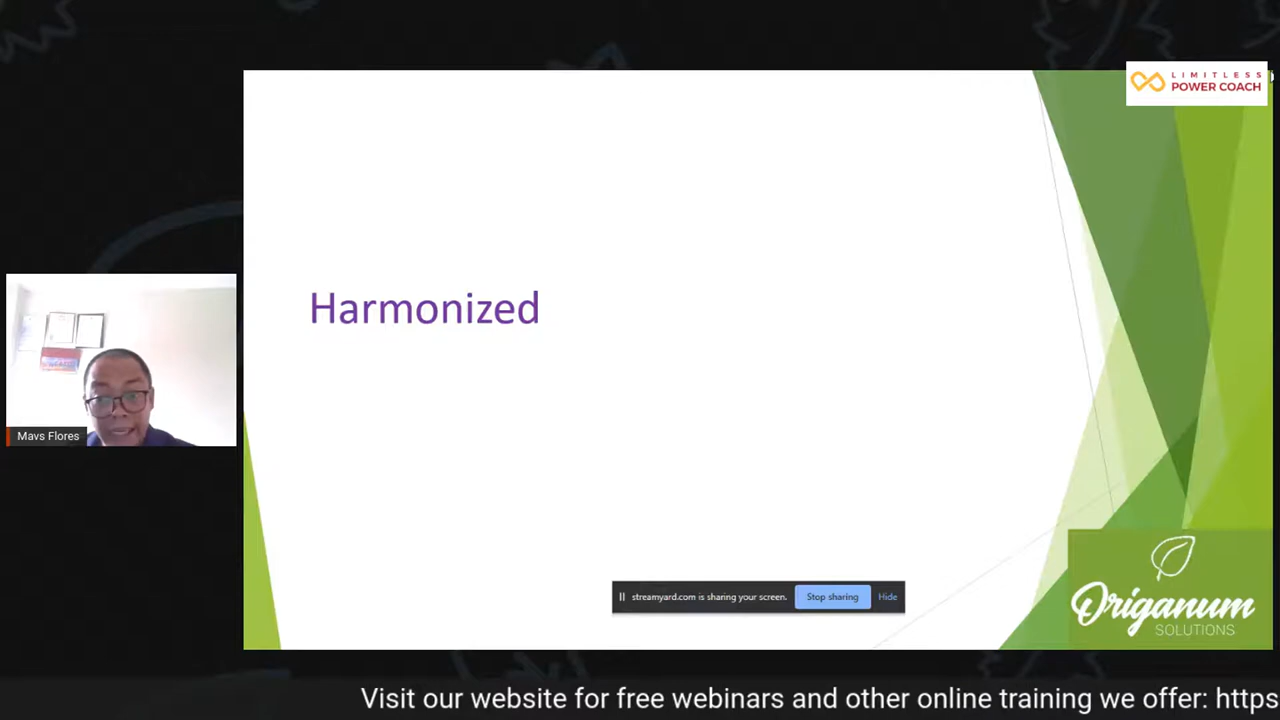 LIMITLESS
POWER COACH
Harmonized
Mavs Flores
streamyard.com is sharing your screen.
Stop sharing
Hide
Origanum
SOLUTIONS
Visit our website for free webinars and other online training we offer: https